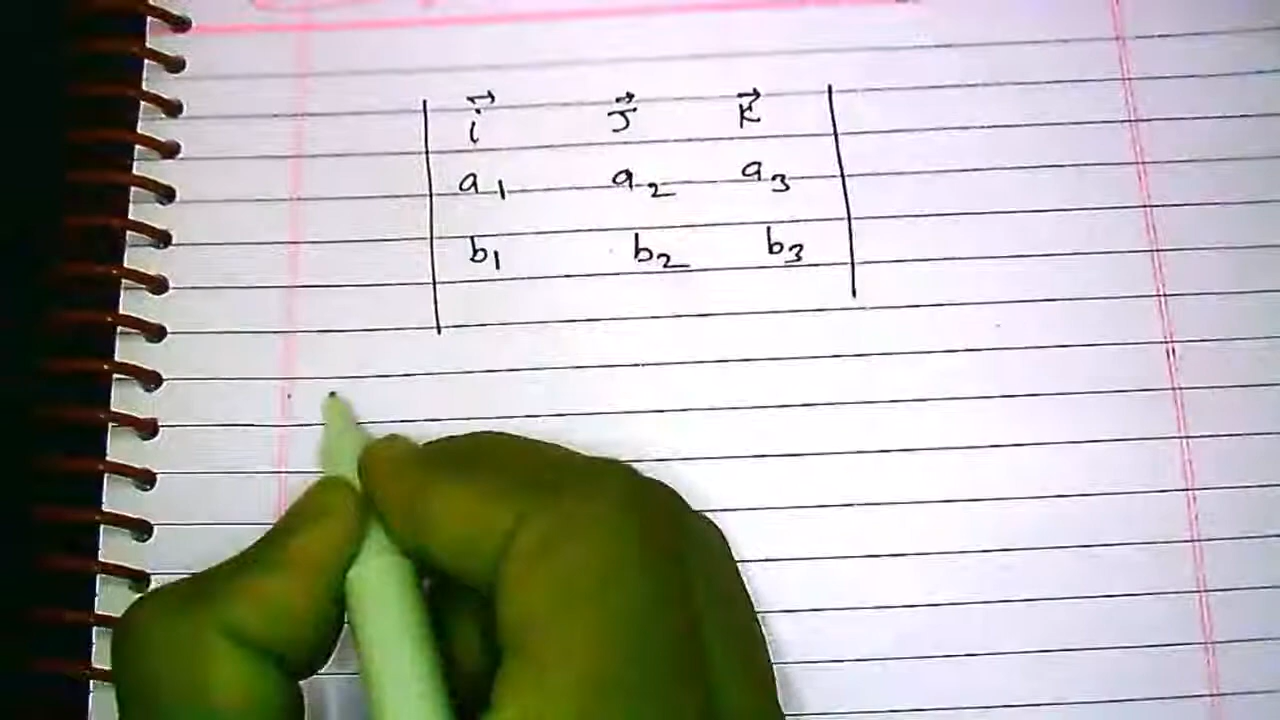 i⃗ J⃗ K⃗
a1 a2 a3
b1 b2 b3